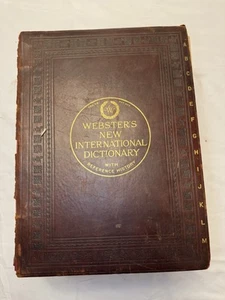 W
WEBSTER'S
NEW
INTERNATIONAL
DICTIONARY
WITH
REFERENCE HISTORY
A
B
C
D
E
F
G
H
I
J
K
L
M